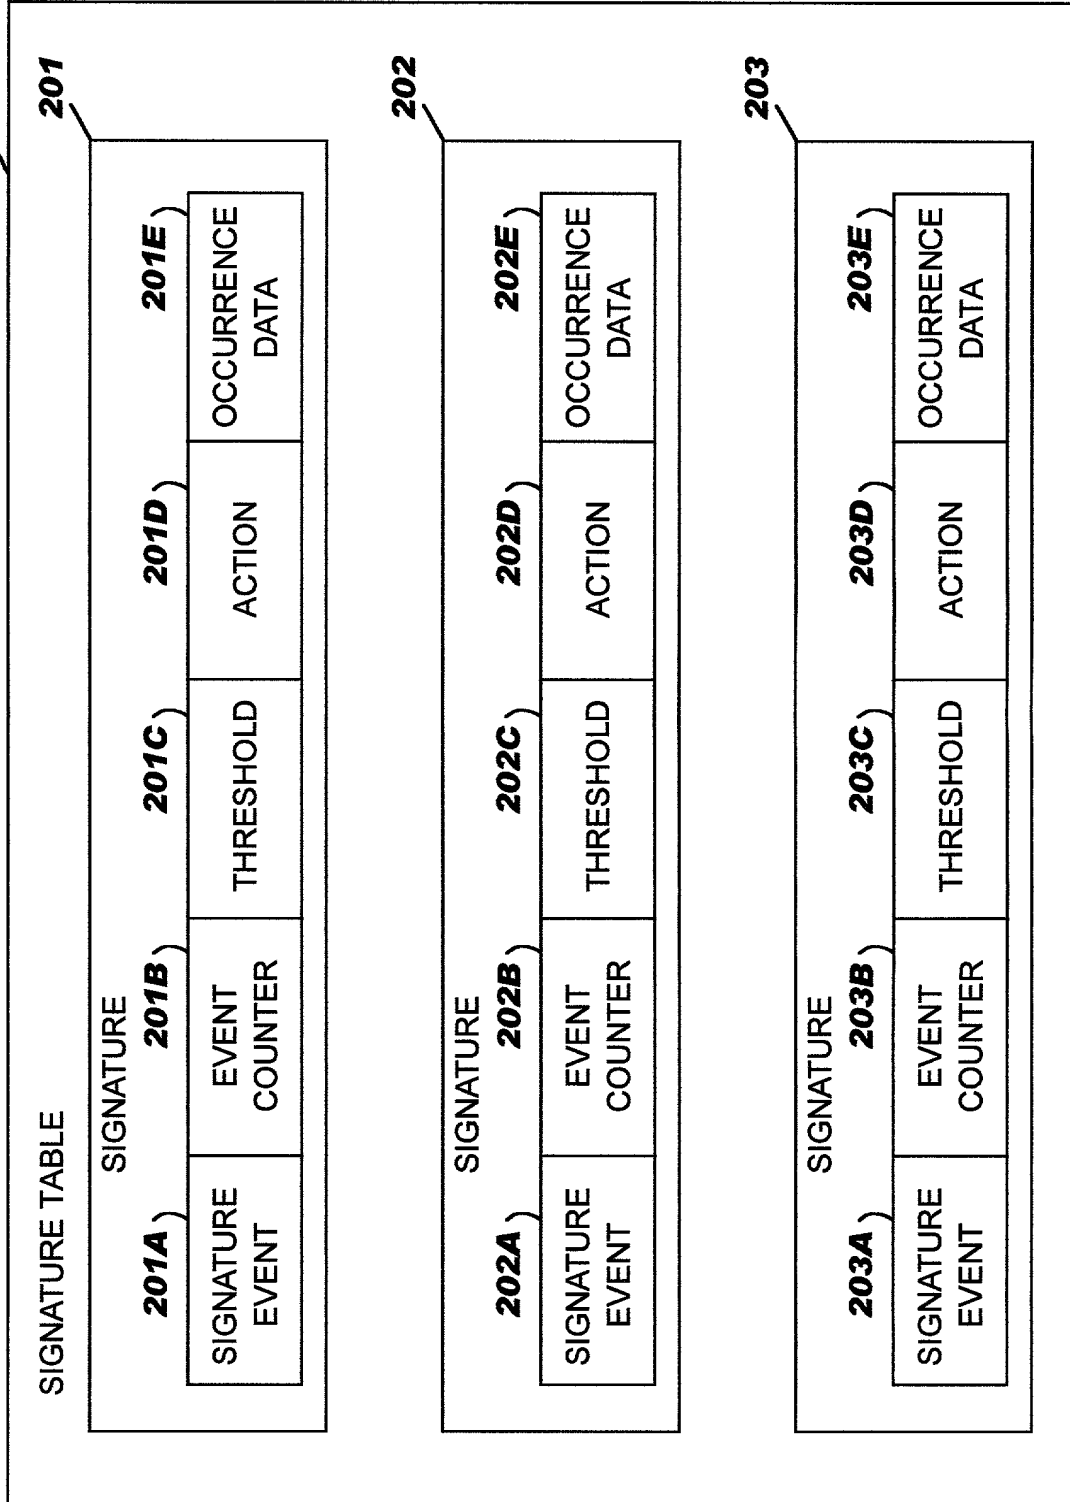 SIGNATURE TABLE
201
SIGNATURE
201A
201B
201C
201D
201E
SIGNATURE
EVENT
EVENT
COUNTER
THRESHOLD
ACTION
OCCURRENCE
DATA
202
SIGNATURE
202A
202B
202C
202D
202E
SIGNATURE
EVENT
EVENT
COUNTER
THRESHOLD
ACTION
OCCURRENCE
DATA
203
SIGNATURE
203A
203B
203C
203D
203E
SIGNATURE
EVENT
EVENT
COUNTER
THRESHOLD
ACTION
OCCURRENCE
DATA